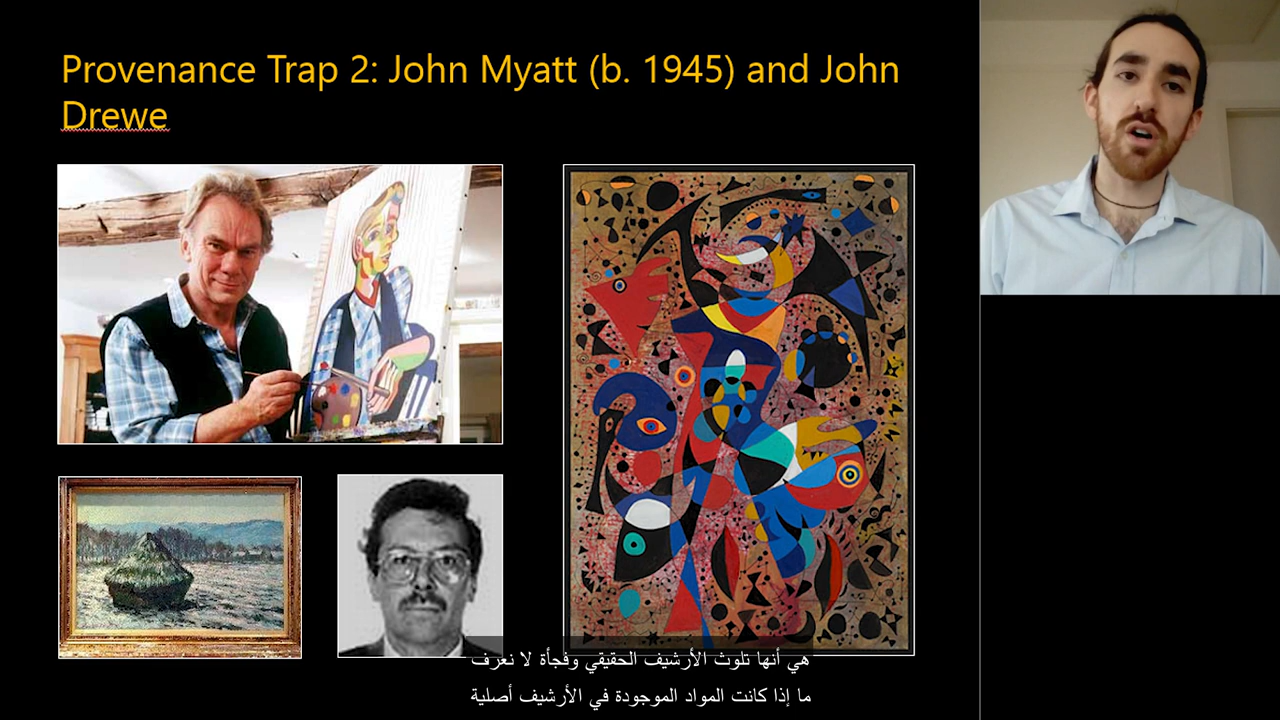 Provenance Trap 2: John Myatt (b. 1945) and John
Drewe
هي أنها تلوث الأرشيف الحقيقي وفجأة لا نعرف
ما إذا كانت المواد الموجودة في الأرشيف أصلية